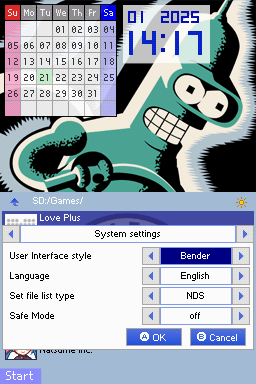 Su Mo Tu We Th Fr Sa
01 02 03 04
05 06 07 08 09 10 11
12 13 14 15 16 17 18
19 20 21 22 23 24 25
26 27 28 29 30 31
01 2025
14:17
SD:/Games/
Love Plus
System settings
User Interface style Bender
Language English
Set file list type NDS
Safe Mode off
A OK B Cancel
Natsume Inc.
Start